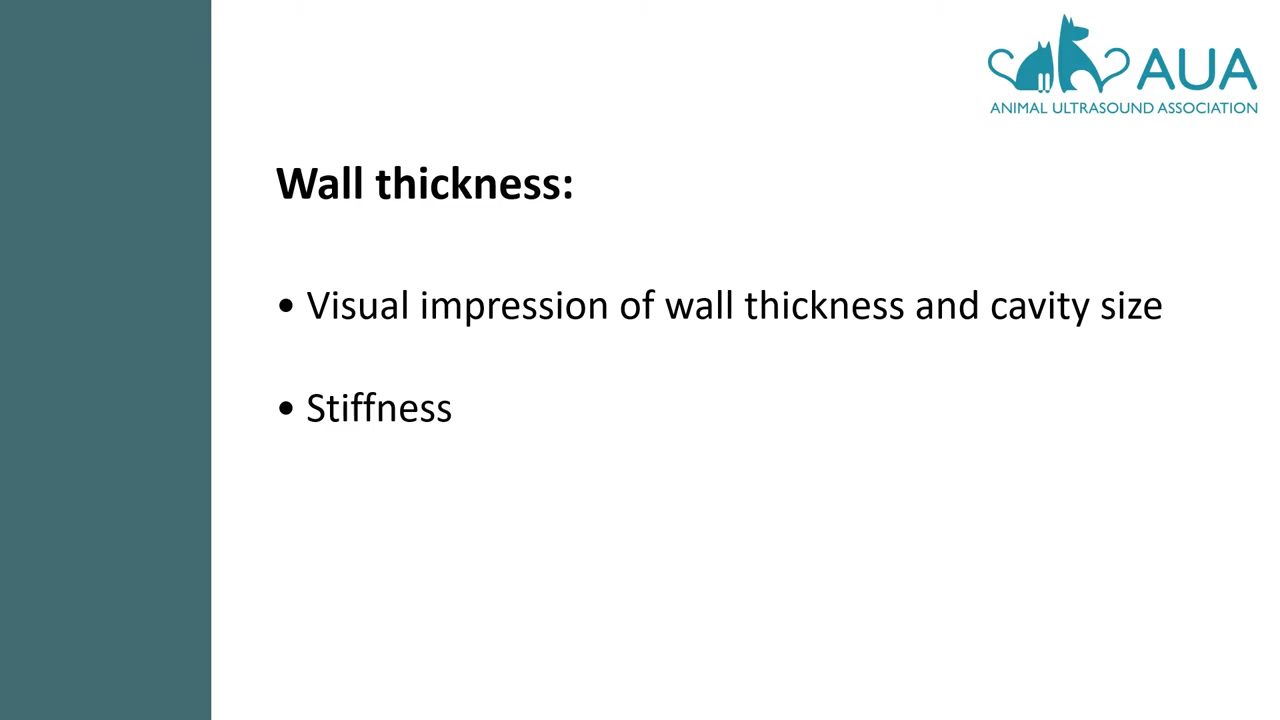 AUA
ANIMAL ULTRASOUND ASSOCIATION
Wall thickness:
• Visual impression of wall thickness and cavity size
• Stiffness